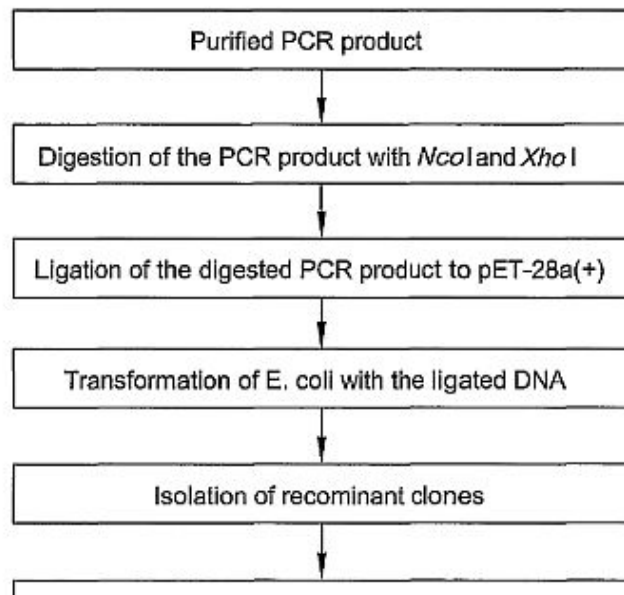 Purified PCR product
Digestion of the PCR product with NcoI and XhoI
Ligation of the digested PCR product to pET-28a(+)
Transformation of E. coli with the ligated DNA
Isolation of recominant clones